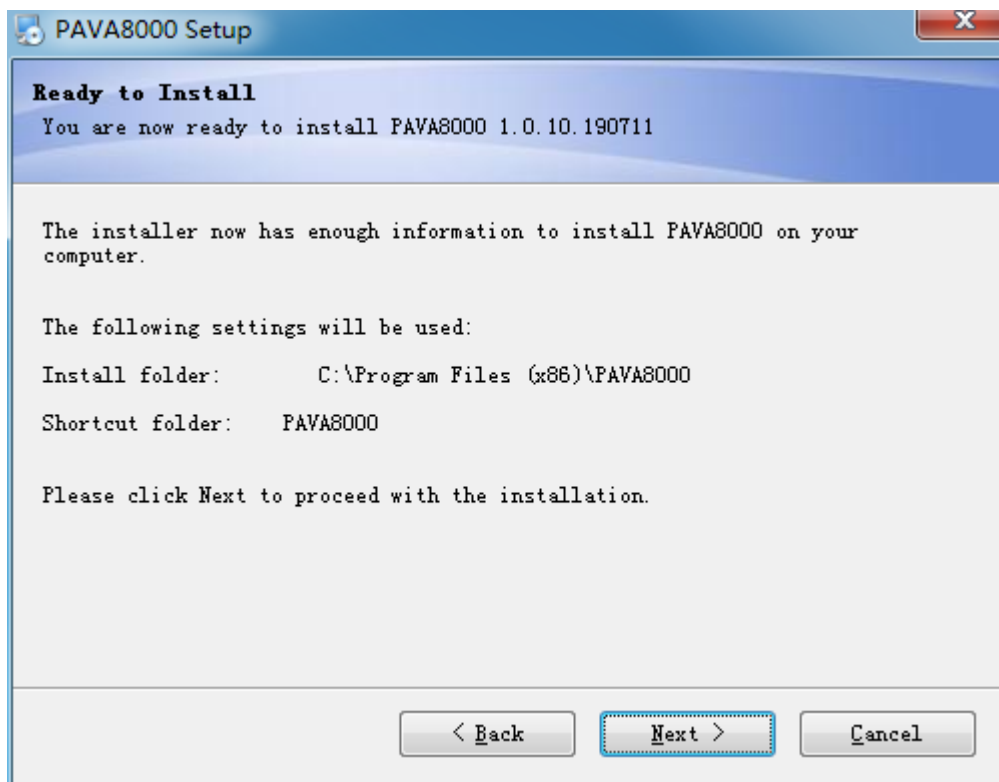 PAVA8000 Setup
Ready to Install
You are now ready to install PAVA8000 1.0.10.190711
The installer now has enough information to install PAVA8000 on your
computer.
The following settings will be used:
Install folder: C:\Program Files (x86)\PAVA8000
Shortcut folder: PAVA8000
Please click Next to proceed with the installation.
< Back Next > Cancel